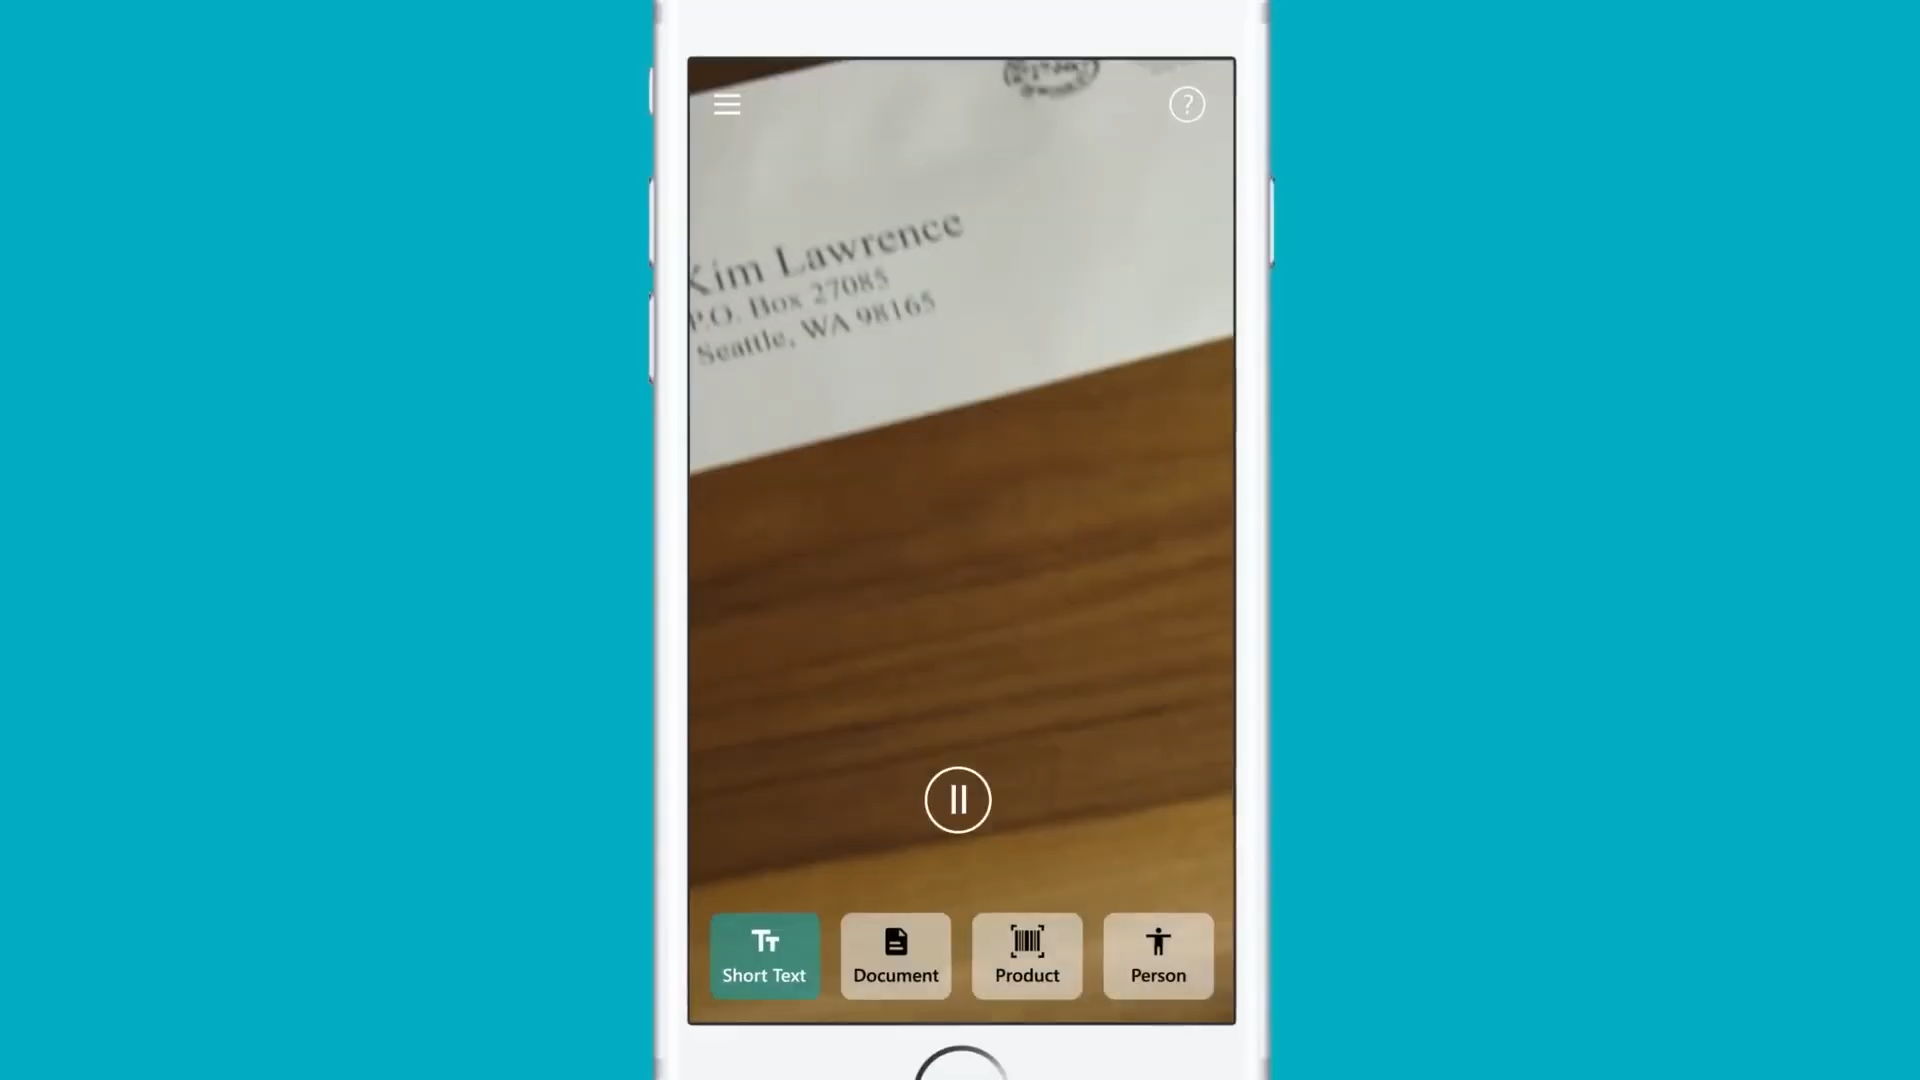 Kim Lawrence
P.O. Box 27085
Seattle, WA 98165
Short Text
Document
Product
Person